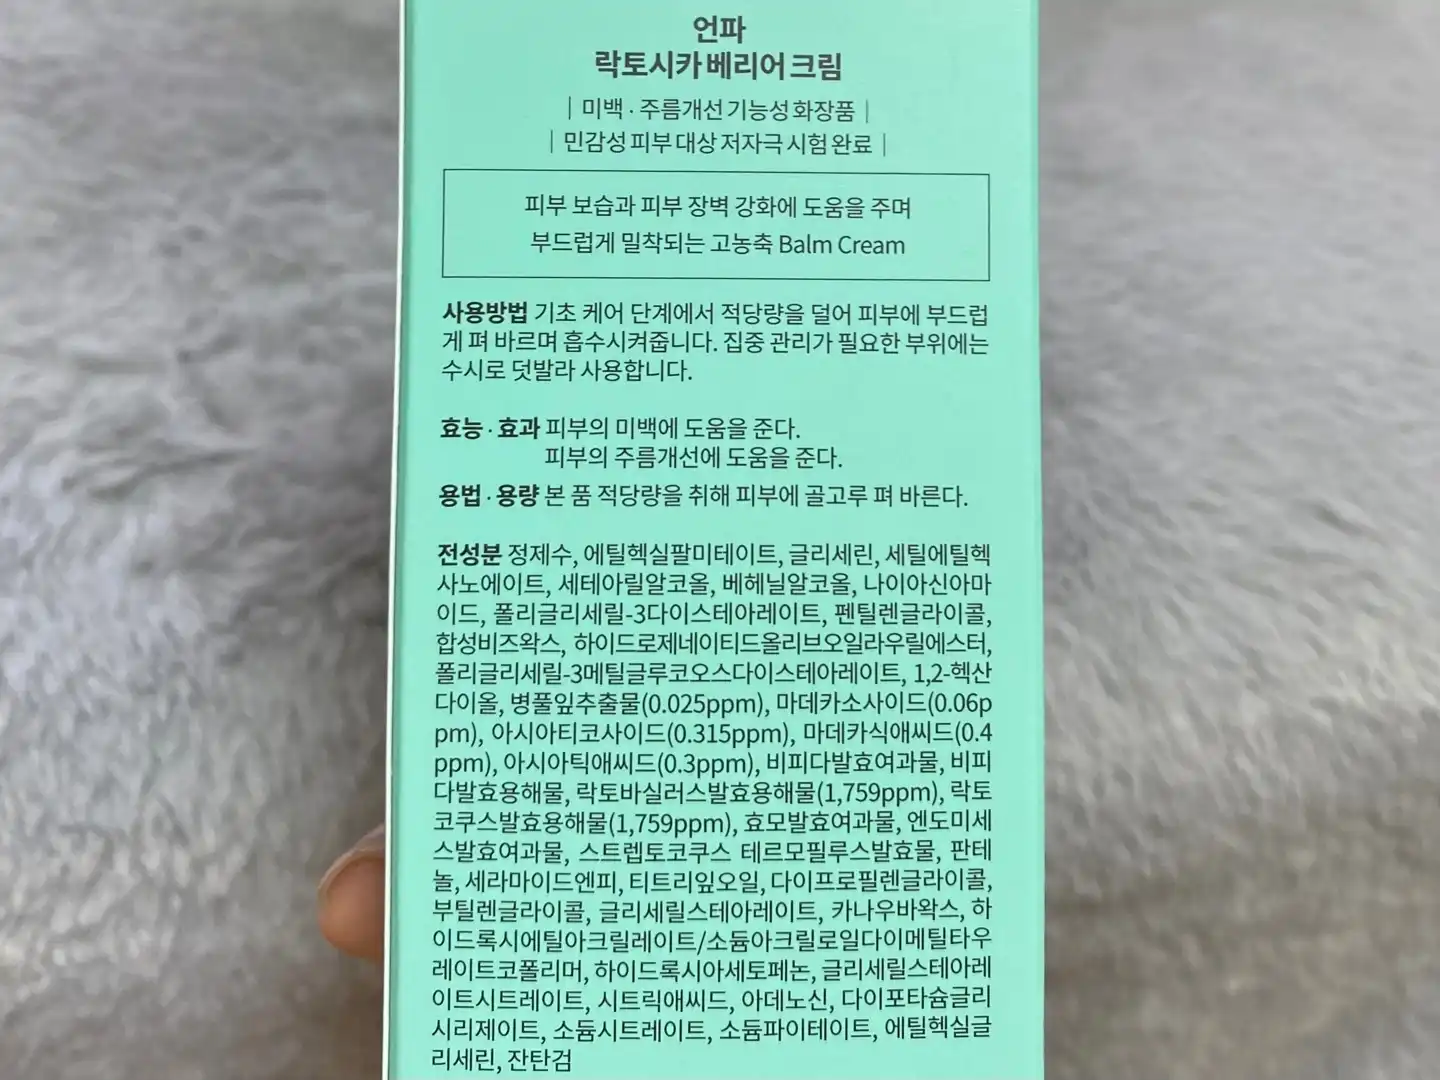 언파
락토시카 베리어 크림
| 미백 · 주름개선 기능성 화장품 |
| 민감성 피부 대상 저자극 시험 완료 |
피부 보습과 피부 장벽 강화에 도움을 주며
부드럽게 밀착되는 고농축 Balm Cream
사용방법 기초 케어 단계에서 적당량을 덜어 피부에 부드럽
게 펴 바르며 흡수시켜줍니다. 집중 관리가 필요한 부위에는
수시로 덧발라 사용합니다.
효능 · 효과 피부의 미백에 도움을 준다.
피부의 주름개선에 도움을 준다.
용법 · 용량 본 품 적당량을 취해 피부에 골고루 펴 바른다.
전성분 정제수, 에틸헥실팔미테이트, 글리세린, 세틸에틸헥
사노에이트, 세테아릴알코올, 베헤닐알코올, 나이아신아마
이드, 폴리글리세릴-3다이스테아레이트, 펜틸렌글라이콜,
합성비즈왁스, 하이드로제네이티드올리브오일라우릴에스터,
폴리글리세릴-3메틸글루코오스다이스테아레이트, 1,2-헥산
다이올, 병풀잎추출물(0.025ppm), 마데카소사이드(0.06p
pm), 아시아티코사이드(0.315ppm), 마데카식애씨드(0.4
ppm), 아시아틱애씨드(0.3ppm), 비피다발효여과물, 비피
다발효용해물, 락토바실러스발효용해물(1,759ppm), 락토
코쿠스발효용해물(1,759ppm), 효모발효여과물, 엔도미세
스발효여과물, 스트렙토코쿠스 테르모필루스발효물, 판테
놀, 세라마이드엔피, 티트리잎오일, 다이프로필렌글라이콜,
부틸렌글라이콜, 글리세릴스테아레이트, 카나우바왁스, 하
이드록시에틸아크릴레이트/소듐아크릴로일다이메틸타우
레이트코폴리머, 하이드록시아세토페논, 글리세릴스테아레
이트시트레이트, 시트릭애씨드, 아데노신, 다이포타슘글리
시리제이트, 소듐시트레이트, 소듐파이테이트, 에틸헥실글
리세린, 잔탄검